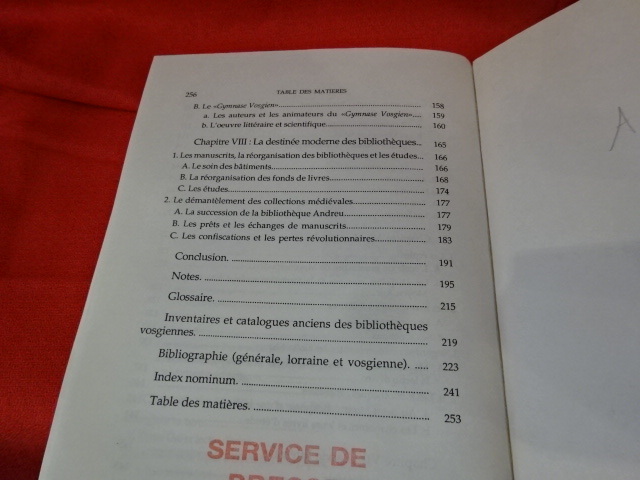 256 TABLE DES MATIERES
B. Le «Gymnase Vosgien» 158
a. Les auteurs et les animateurs du «Gymnase Vosgien» 159
b. L'oeuvre littéraire et scientifique 160
Chapitre VIII : La destinée moderne des bibliothèques 165
1. Les manuscrits, la réorganisation des bibliothèques et les études 166
A. Le soin des bâtiments 166
B. La réorganisation des fonds de livres 168
C. Les études 174
2. Le démantèlement des collections médiévales 177
A. La succession de la bibliothèque Andreu 177
B. Les prêts et les échanges de manuscrits 179
C. Les confiscations et les pertes révolutionnaires 183
Conclusion. 191
Notes. 195
Glossaire. 215
Inventaires et catalogues anciens des bibliothèques
vosgiennes. 219
Bibliographie (générale, lorraine et vosgienne). 223
Index nominum. 241
Table des matières. 253
SERVICE DE
PRESSE
A